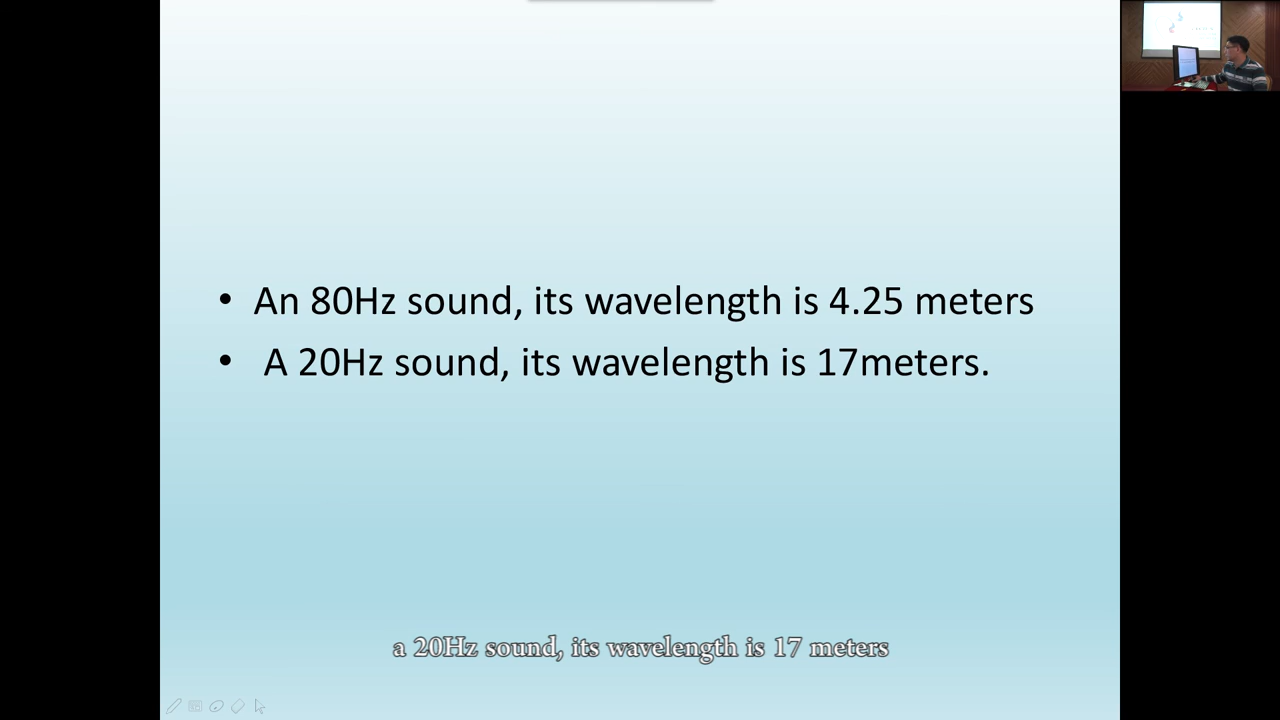 • An 80Hz sound, its wavelength is 4.25 meters
• A 20Hz sound, its wavelength is 17meters.
a 20Hz sound, its wavelength is 17 meters